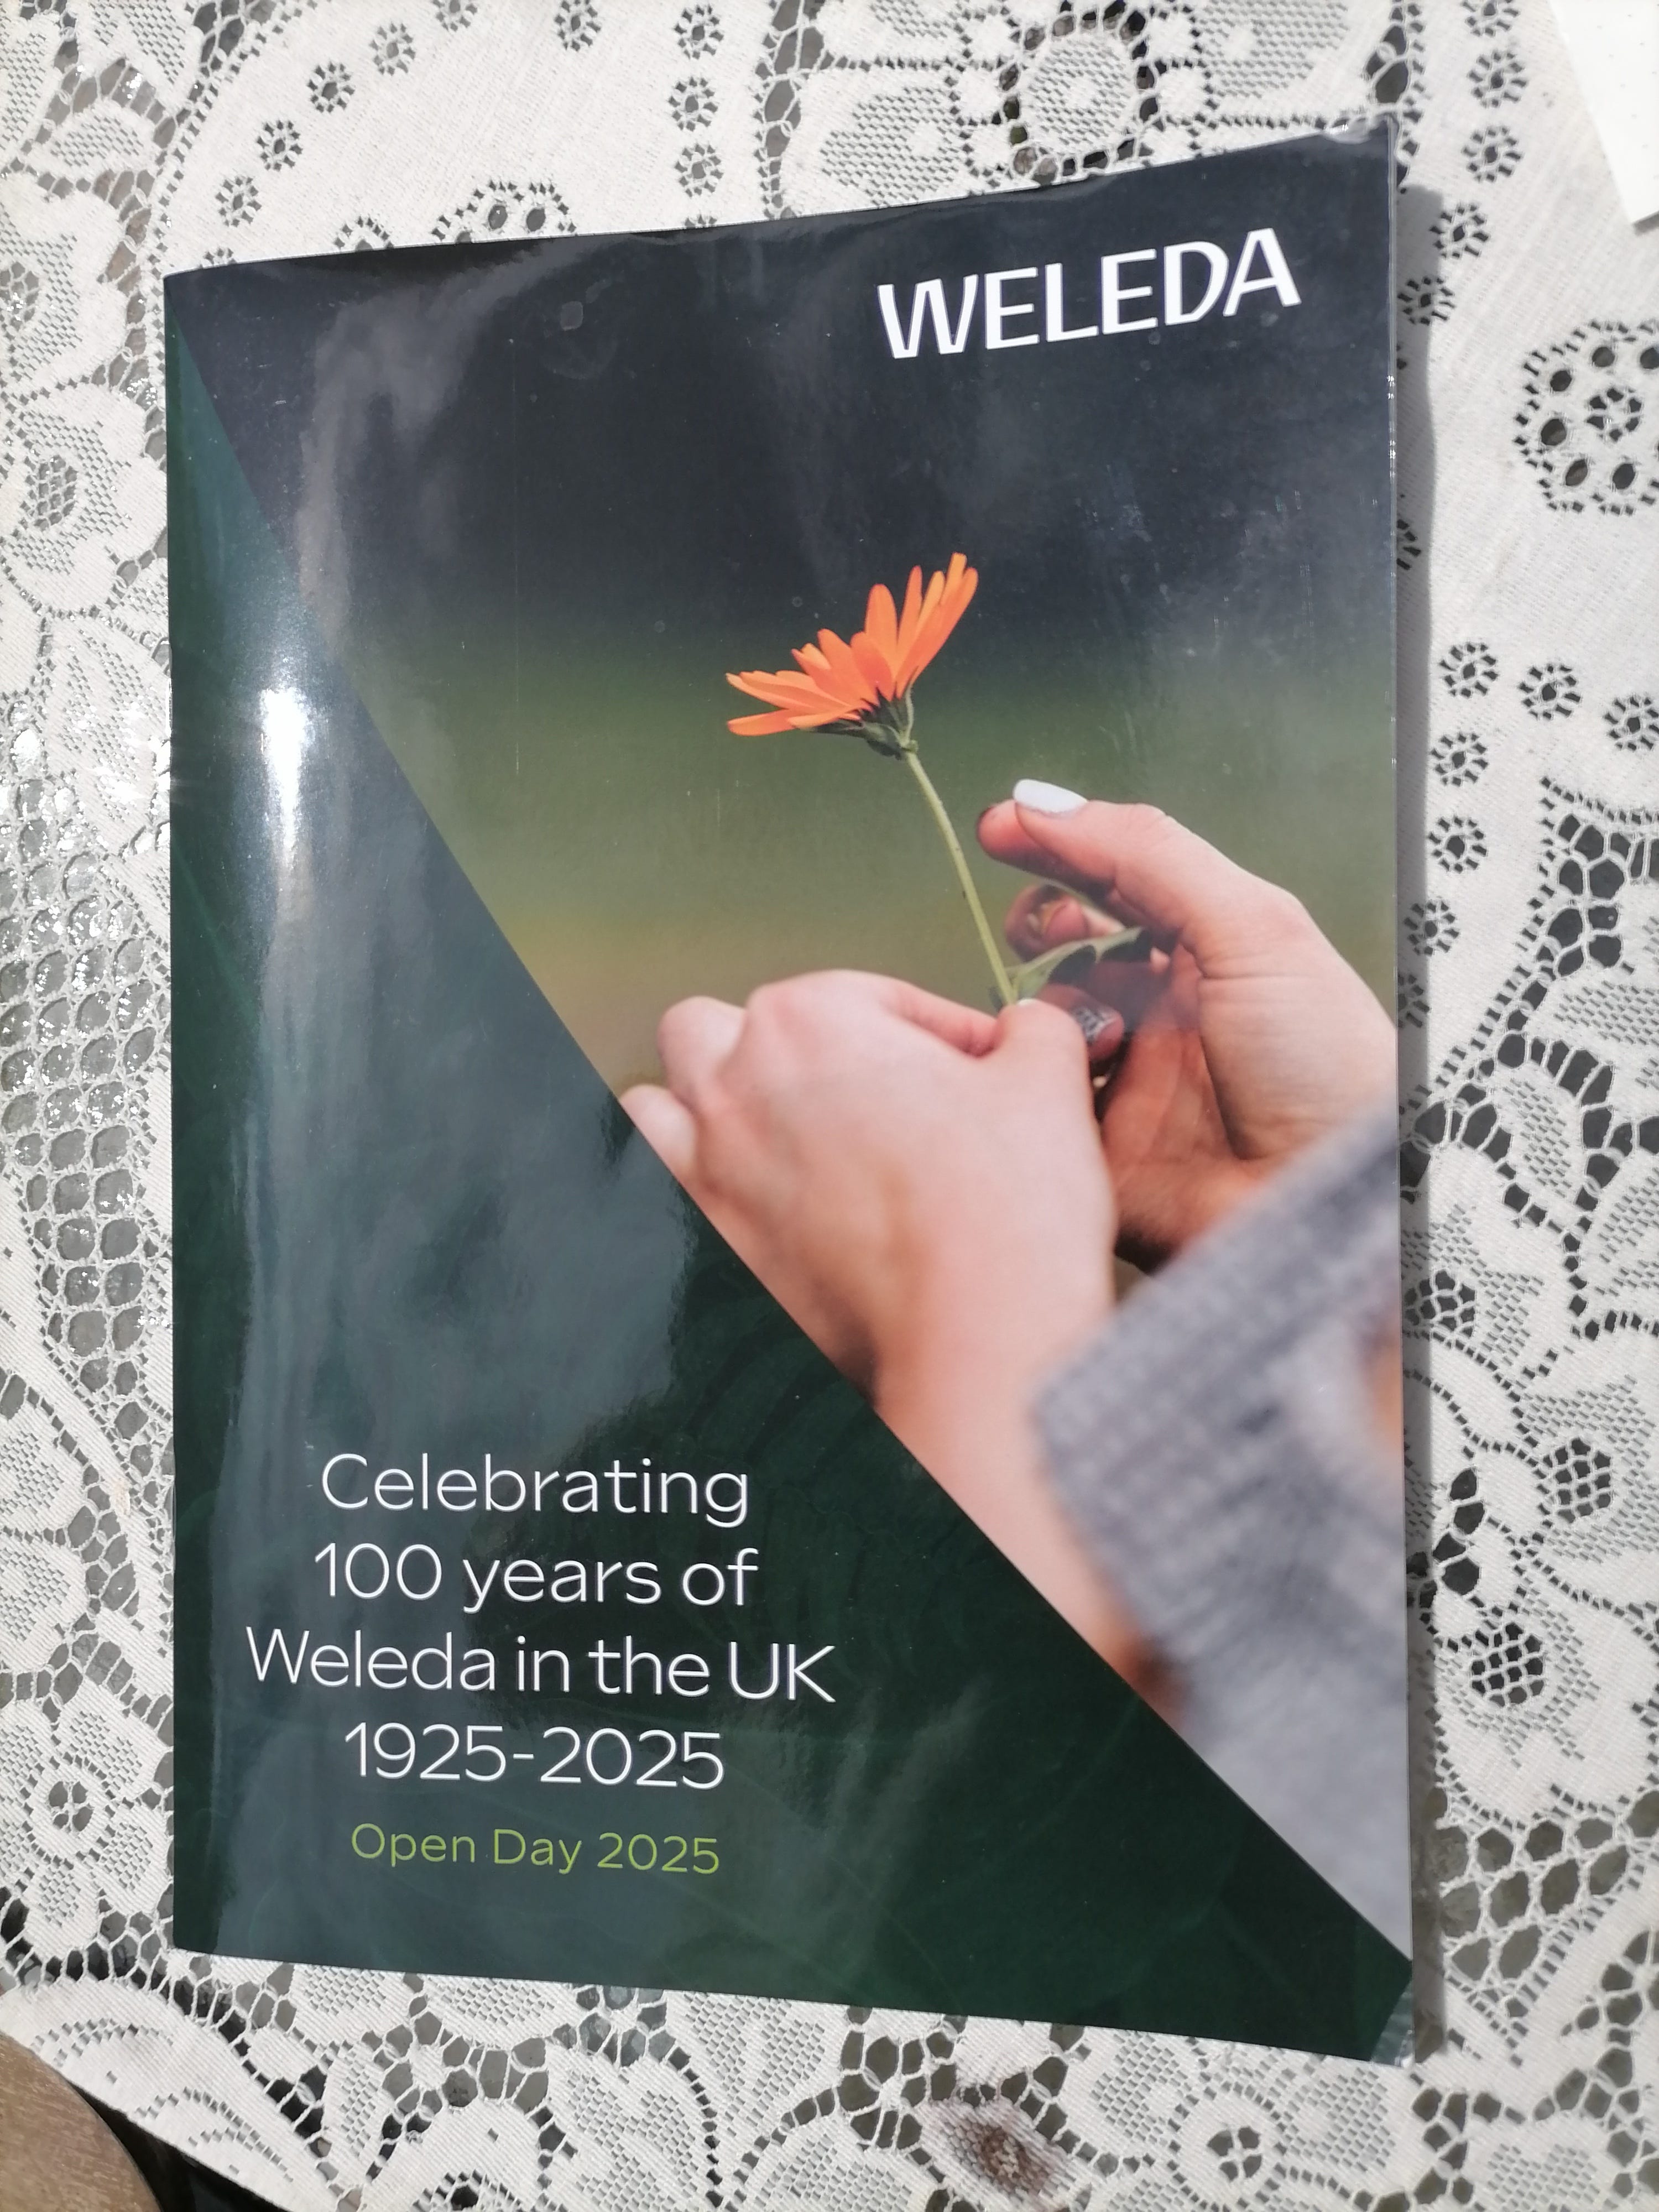 WELEDA
Celebrating
100 years of
Weleda in the UK
1925-2025
Open Day 2025